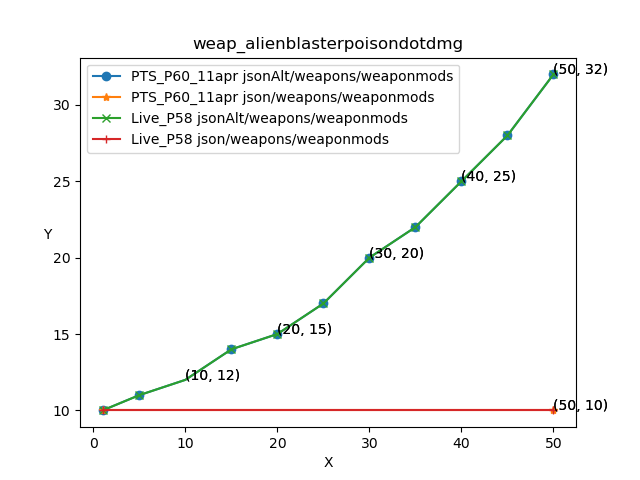 weap_alienblasterpoisondotdmg
PTS_P60_11apr jsonAlt/weapons/weaponmods
PTS_P60_11apr json/weapons/weaponmods
Live_P58 jsonAlt/weapons/weaponmods
Live_P58 json/weapons/weaponmods
(50, 32)
(40, 25)
(30, 20)
(20, 15)
(10, 12)
(50, 10)
Y
30
25
20
15
10
0
10
20
30
40
50
X